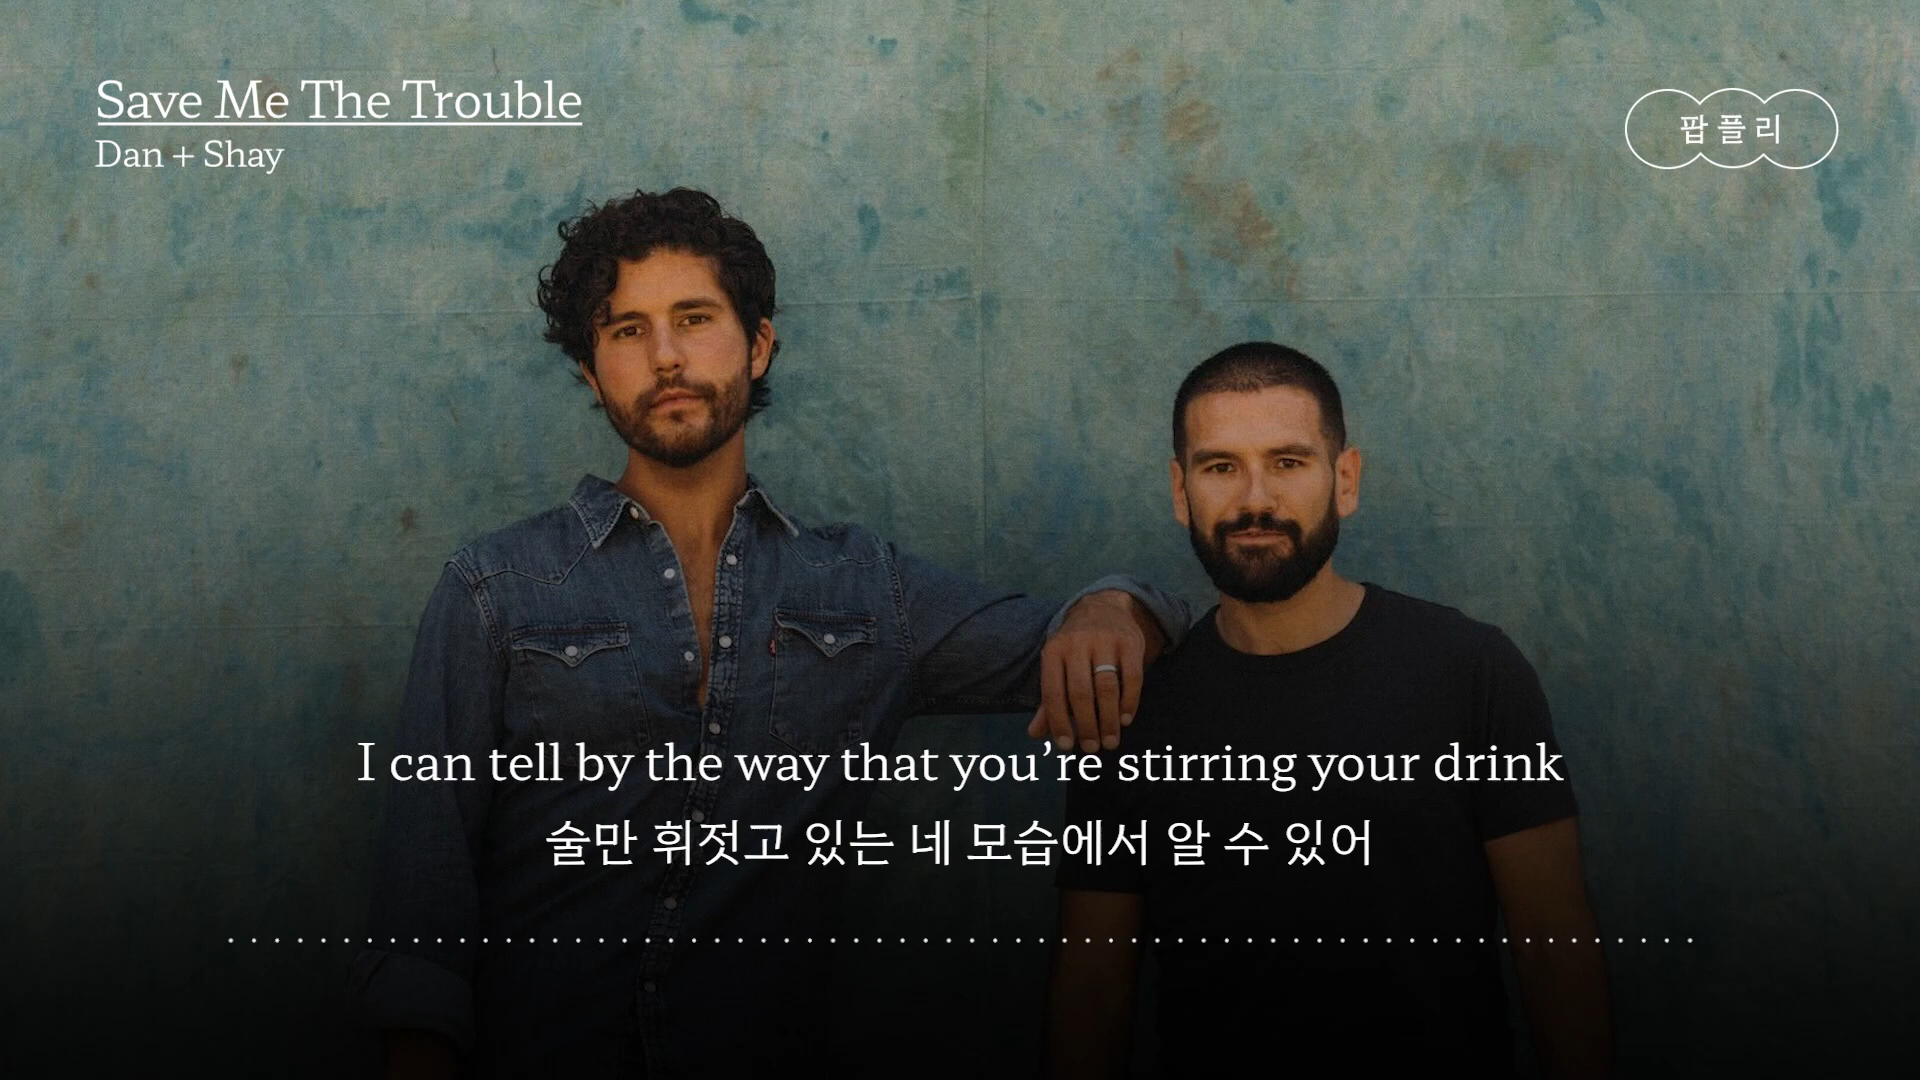 Save Me The Trouble
Dan + Shay
팝플리
I can tell by the way that you’re stirring your drink
술만 휘젓고 있는 네 모습에서 알 수 있어